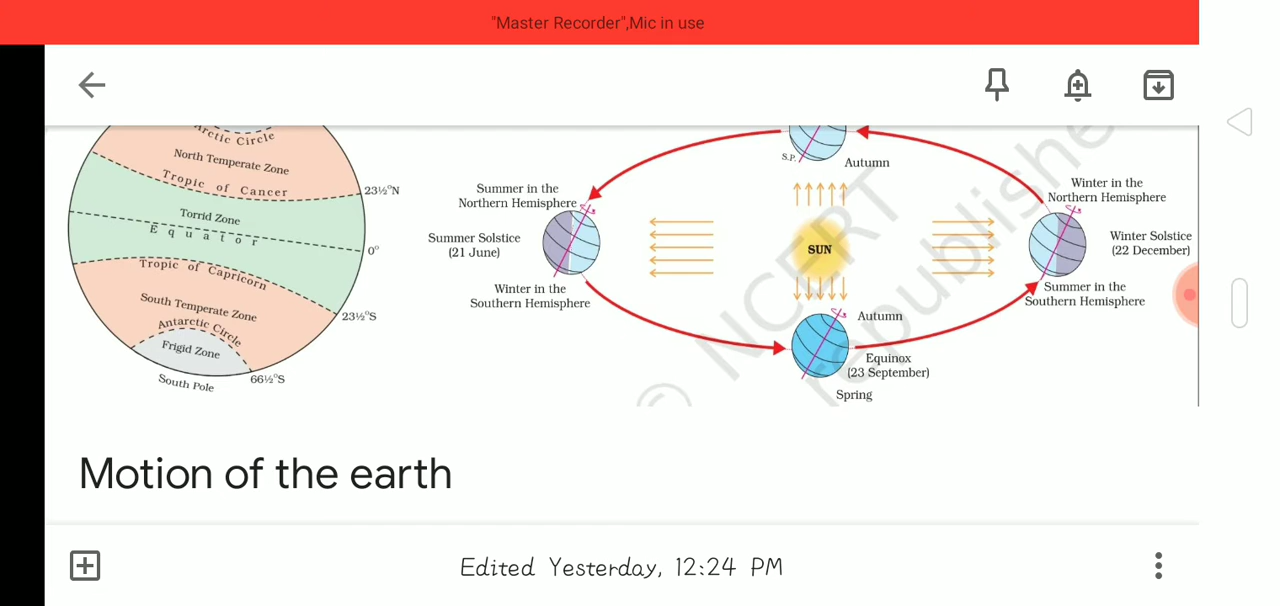 "Master Recorder",Mic in use
Arctic Circle
North Temperate Zone
Tropic of Cancer
23½°N
Torrid Zone
Equator
0°
Tropic of Capricorn
South Temperate Zone
23½°S
Antarctic Circle
Frigid Zone
South Pole
66½°S
S.P.
Autumn
Summer in the
Northern Hemisphere
Summer Solstice
(21 June)
Winter in the
Southern Hemisphere
SUN
Winter in the
Northern Hemisphere
Winter Solstice
(22 December)
Summer in the
Southern Hemisphere
Autumn
Equinox
(23 September)
Spring
© NCERT
republishe
Motion of the earth
Edited Yesterday, 12:24 PM